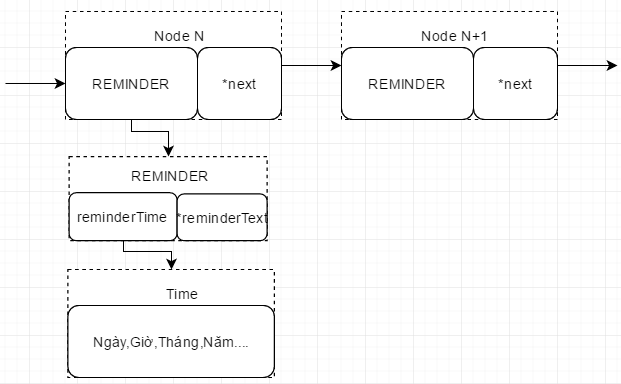 Node N
Node N+1
REMINDER
*next
REMINDER
*next
REMINDER
reminderTime
*reminderText
Time
Ngày,Giờ,Tháng,Năm....